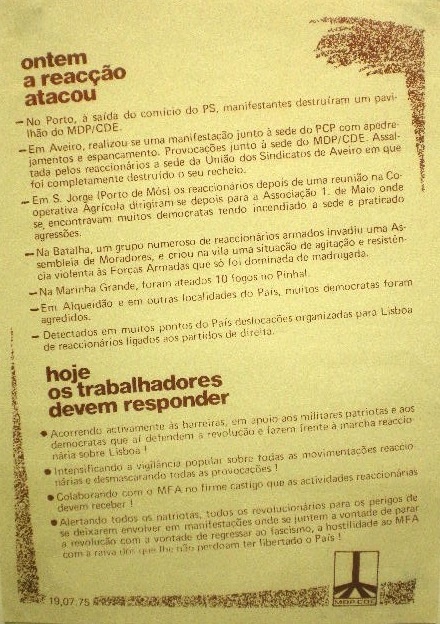 ontem
a reacção
atacou
— No Porto, à saída do comício do PS, manifestantes destruíram um pavi-
lhão do MDP/CDE.
— Em Aveiro, realizou se uma manifestação junto à sede do PCP com apedre-
jamentos e espancamento. Provocações junto à sede do MDP/CDE. Assal-
tada pelos reaccionários a sede da União dos Sindicatos de Aveiro em que
foi completamente destruído o seu recheio.
— Em S. Jorge (Porto de Mós) os reaccionários depois de uma reunião na Co-
operativa Agrícola dirigiram-se depois para a Associação 1. de Maio onde
se encontravam muitos democratas tendo incendiado a sede e praticado
agressões.
— Na Batalha, um grupo numeroso de reaccionários armados invadiu uma As-
sembleia de Moradores, e criou na vila uma situação de agitação e resistên-
cia violenta às Forças Armadas que só foi dominada de madrugada.
— Na Marinha Grande, foram ateados 10 fogos no Pinhal.
— Em Alqueidão e em outras localidades do País, muitos democratas foram
agredidos.
— Detectados em muitos pontos do País deslocações organizadas para Lisboa
de reaccionários ligados aos partidos de direita.
hoje
os trabalhadores
devem responder
● Acorrendo activamente às barreiras, em apoio aos militares patriotas e aos
democratas que aí defendem a revolução e fazem frente à marcha reaccio-
nária sobre Lisboa !
● Intensificando a vigilância popular sobre todas as movimentações reaccio-
nárias e desmascarando todas as provocações !
● Colaborando com o MFA no firme castigo que as actividades reaccionárias
devem receber !
● Alertando todos os patriotas, todos os revolucionários para os perigos de
se deixarem envolver em manifestações onde se juntem a vontade de parar
a revolução com a vontade de regressar ao fascismo, a hostilidade ao MFA
com a raiva dos que lhe não perdoam ter libertado o País !
19.07.75
MDP-CDE